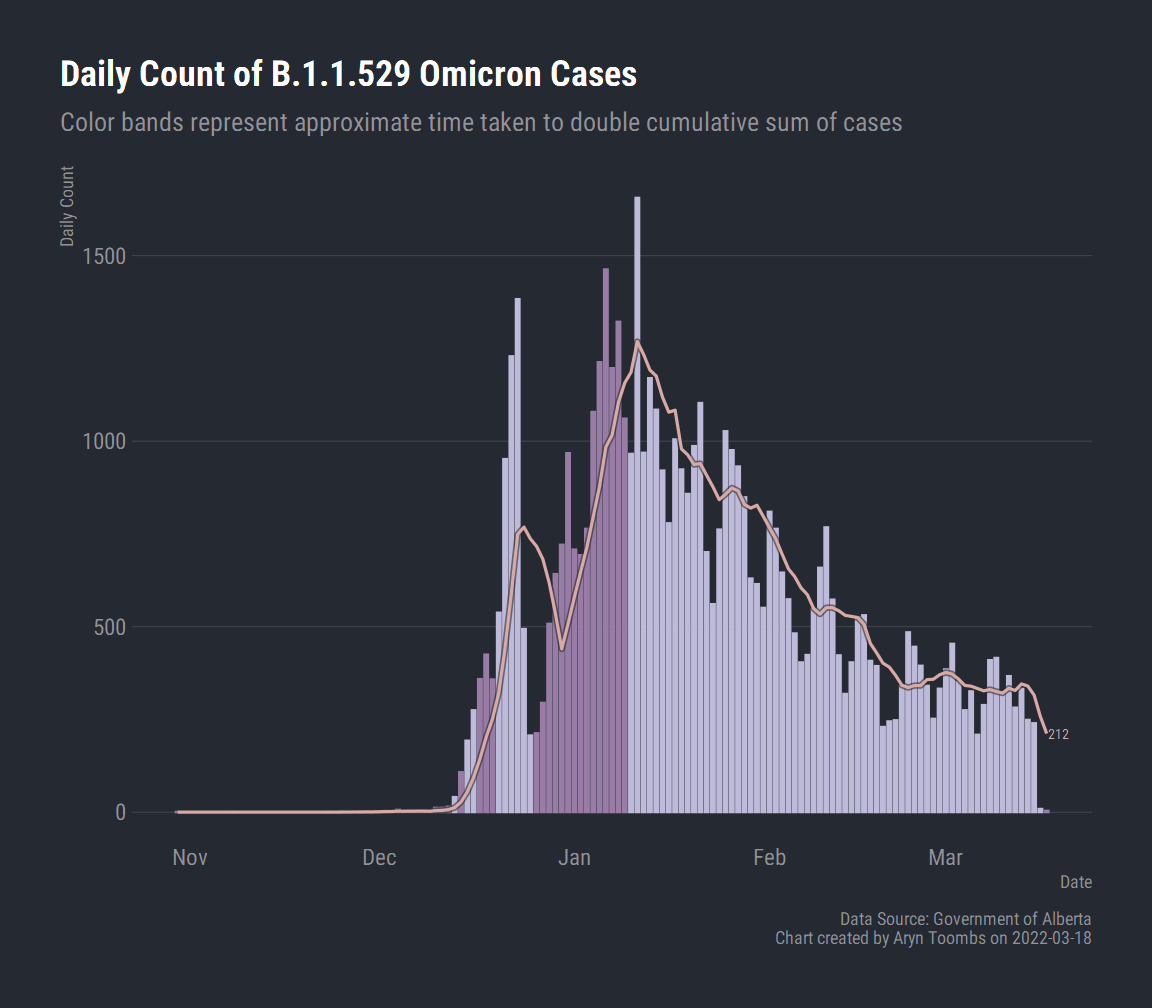 Daily Count of B.1.1.529 Omicron Cases
Color bands represent approximate time taken to double cumulative sum of cases
Daily Count
1500
1000
500
0
212
Nov Dec Jan Feb Mar
Date
Data Source: Government of Alberta
Chart created by Aryn Toombs on 2022-03-18